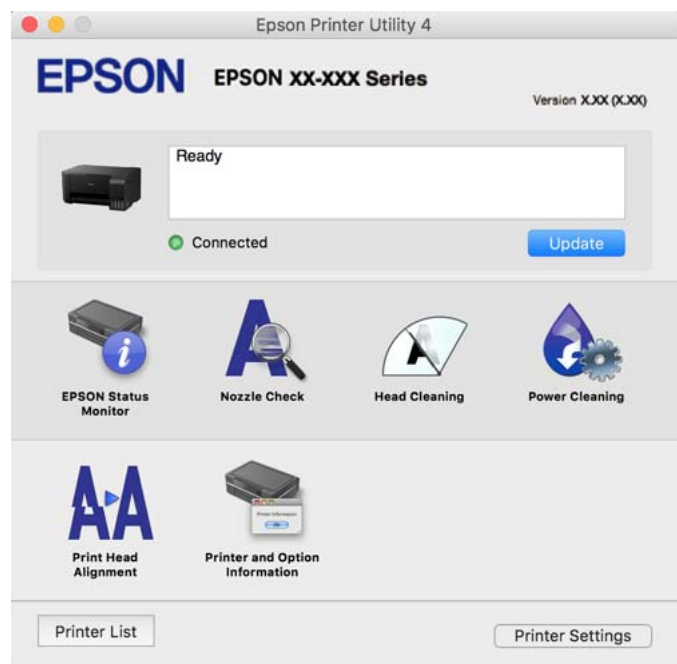 Epson Printer Utility 4
EPSON
EPSON XX-XXX Series
Version X.XX (X.XX)
Ready
Connected
Update
EPSON Status
Monitor
Nozzle Check
Head Cleaning
Power Cleaning
Print Head
Alignment
Printer and Option
Information
Printer List
Printer Settings